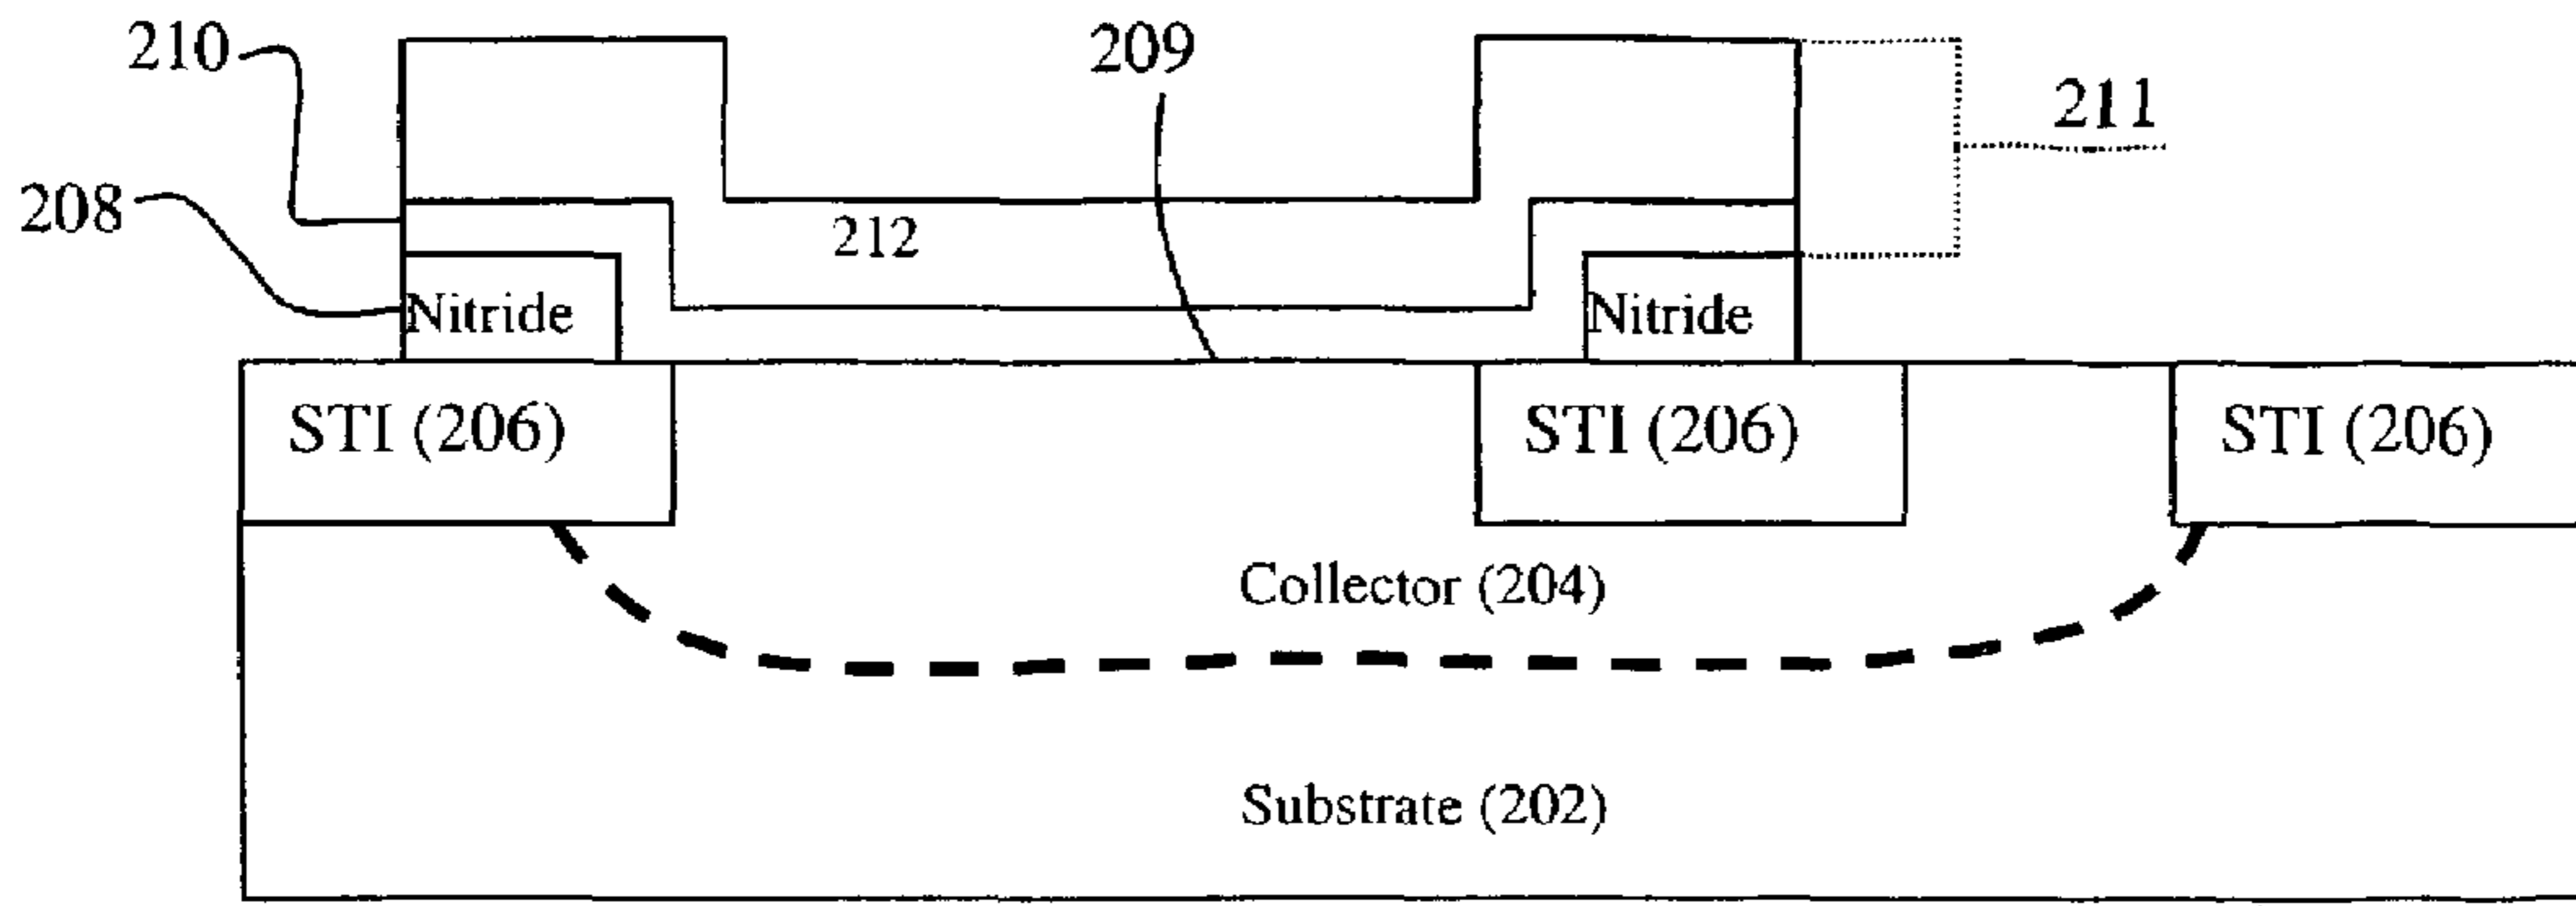 210
209
211
208
212
Nitride
Nitride
STI (206)
STI (206)
STI (206)
Collector (204)
Substrate (202)